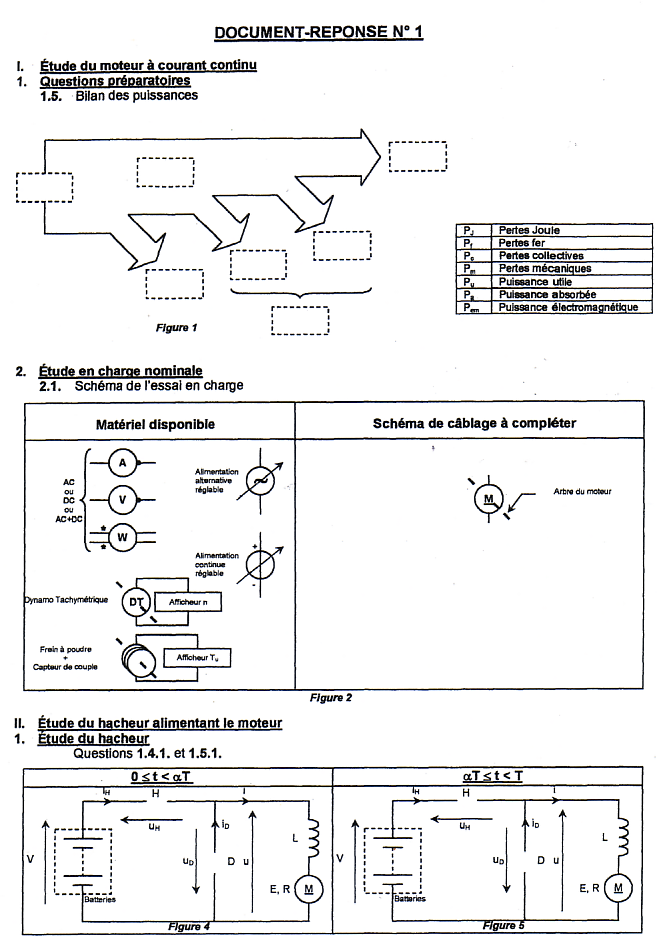 DOCUMENT-REPONSE N° 1
I. Étude du moteur à courant continu
1. Questions préparatoires
1.5. Bilan des puissances
PJ Pertes Joule
Pf Pertes fer
Pc Pertes collectives
Pm Pertes mécaniques
Pu Puissance utile
Pa Puissance absorbée
Pem Puissance électromagnétique
Figure 1
2. Étude en charge nominale
2.1. Schéma de l'essai en charge
Matériel disponible
Schéma de câblage à compléter
AC
ou
DC
ou
AC+DC
A
V
* W
*
Alimentation
alternative
réglable
~
Alimentation
continue
réglable
+
-
M
Arbre du moteur
Dynamo Tachymétrique
DT
Afficheur n
Frein à poudre
+
Capteur de couple
Afficheur Tu
Figure 2
II. Étude du hacheur alimentant le moteur
1. Étude du hacheur
Questions 1.4.1. et 1.5.1.
0 ≤ t < αT
αT ≤ t < T
iH H i
uH
iD
V
uD D u
L
E, R M
Batteries
Figure 4
iH H i
uH
iD
V
uD D u
L
E, R M
Batteries
Figure 5